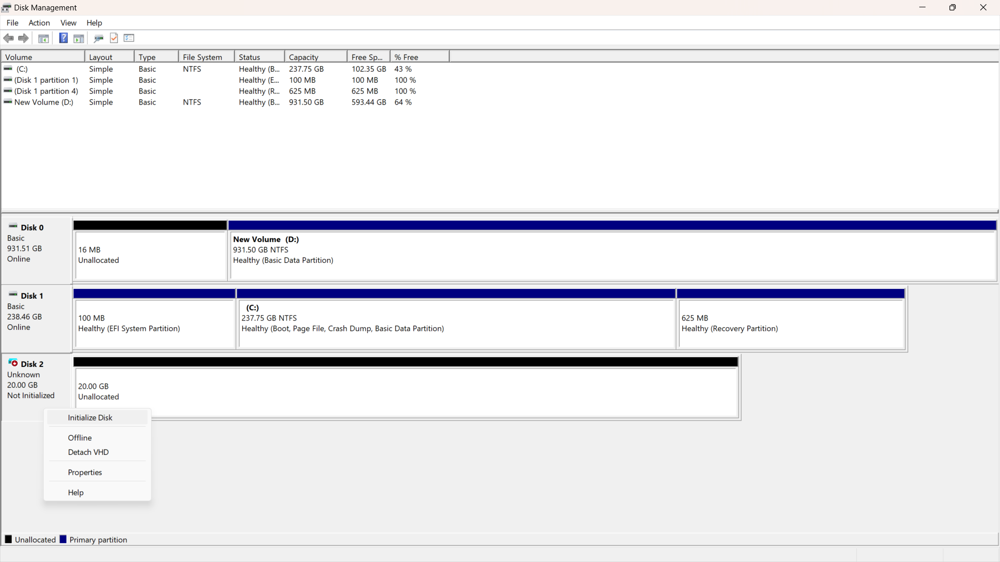 Disk Management
File Action View Help
Volume Layout Type File System Status Capacity Free Sp... % Free
(C:) Simple Basic NTFS Healthy (B... 237.75 GB 102.35 GB 43 %
(Disk 1 partition 1) Simple Basic Healthy (E... 100 MB 100 MB 100 %
(Disk 1 partition 4) Simple Basic Healthy (R... 625 MB 625 MB 100 %
New Volume (D:) Simple Basic NTFS Healthy (B... 931.50 GB 593.44 GB 64 %
Disk 0
Basic
931.51 GB
Online
16 MB
Unallocated
New Volume (D:)
931.50 GB NTFS
Healthy (Basic Data Partition)
Disk 1
Basic
238.46 GB
Online
100 MB
Healthy (EFI System Partition)
(C:)
237.75 GB NTFS
Healthy (Boot, Page File, Crash Dump, Basic Data Partition)
625 MB
Healthy (Recovery Partition)
Disk 2
Unknown
20.00 GB
Not Initialized
20.00 GB
Unallocated
Initialize Disk
Offline
Detach VHD
Properties
Help
Unallocated Primary partition